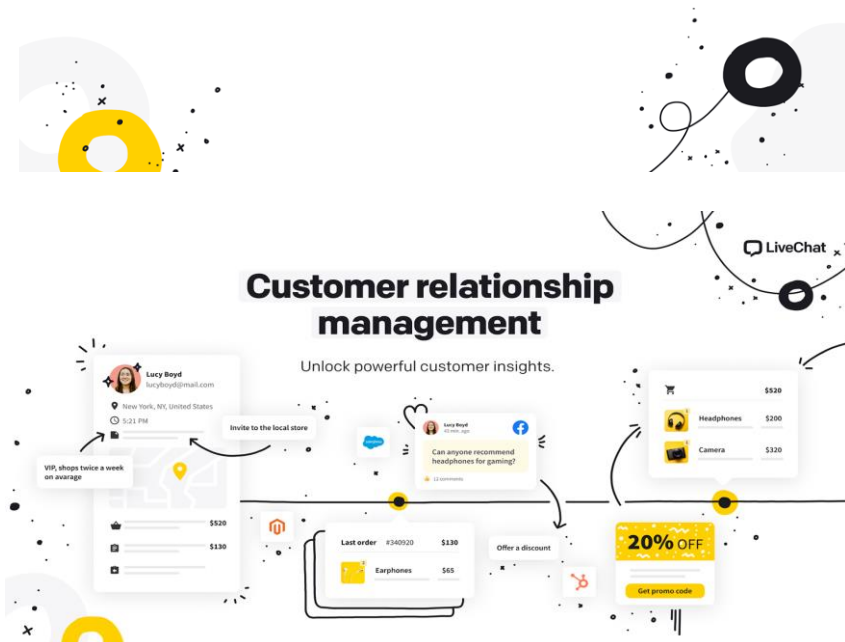 LiveChat
Customer relationship
management
Unlock powerful customer insights.
Lucy Boyd
lucyboyd@mail.com
New York, NY, United States
5:21 PM
Invite to the local store
VIP, shops twice a week
on avarage
$520
$130
Lucy Boyd
Can anyone recommend
headphones for gaming?
12 comments
Last order #340920 $130
Earphones $65
Offer a discount
$520
Headphones $200
Camera $320
20% OFF
Get promo code